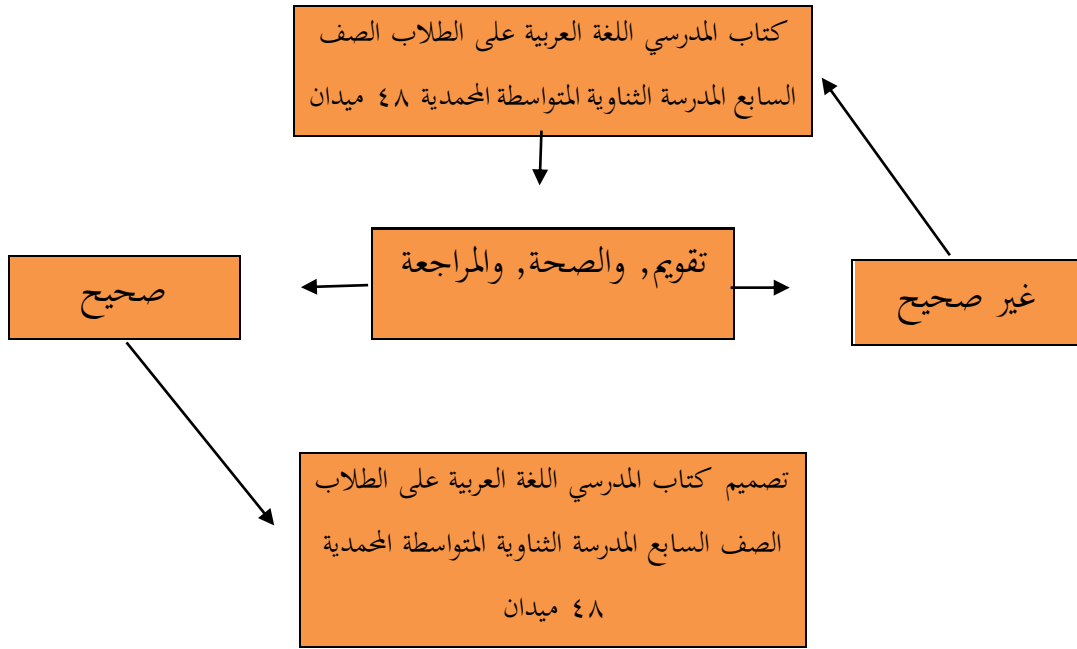 كتاب المدرسي اللغة العربية على الطلاب الصف
السابع المدرسة الثناوية المتواسطة المحمدية ٤٨ ميدان
تقويم, والصحة, والمراجعة
غير صحيح
صحيح
تصميم كتاب المدرسي اللغة العربية على الطلاب
الصف السابع المدرسة الثناوية المتواسطة المحمدية
٤٨ ميدان